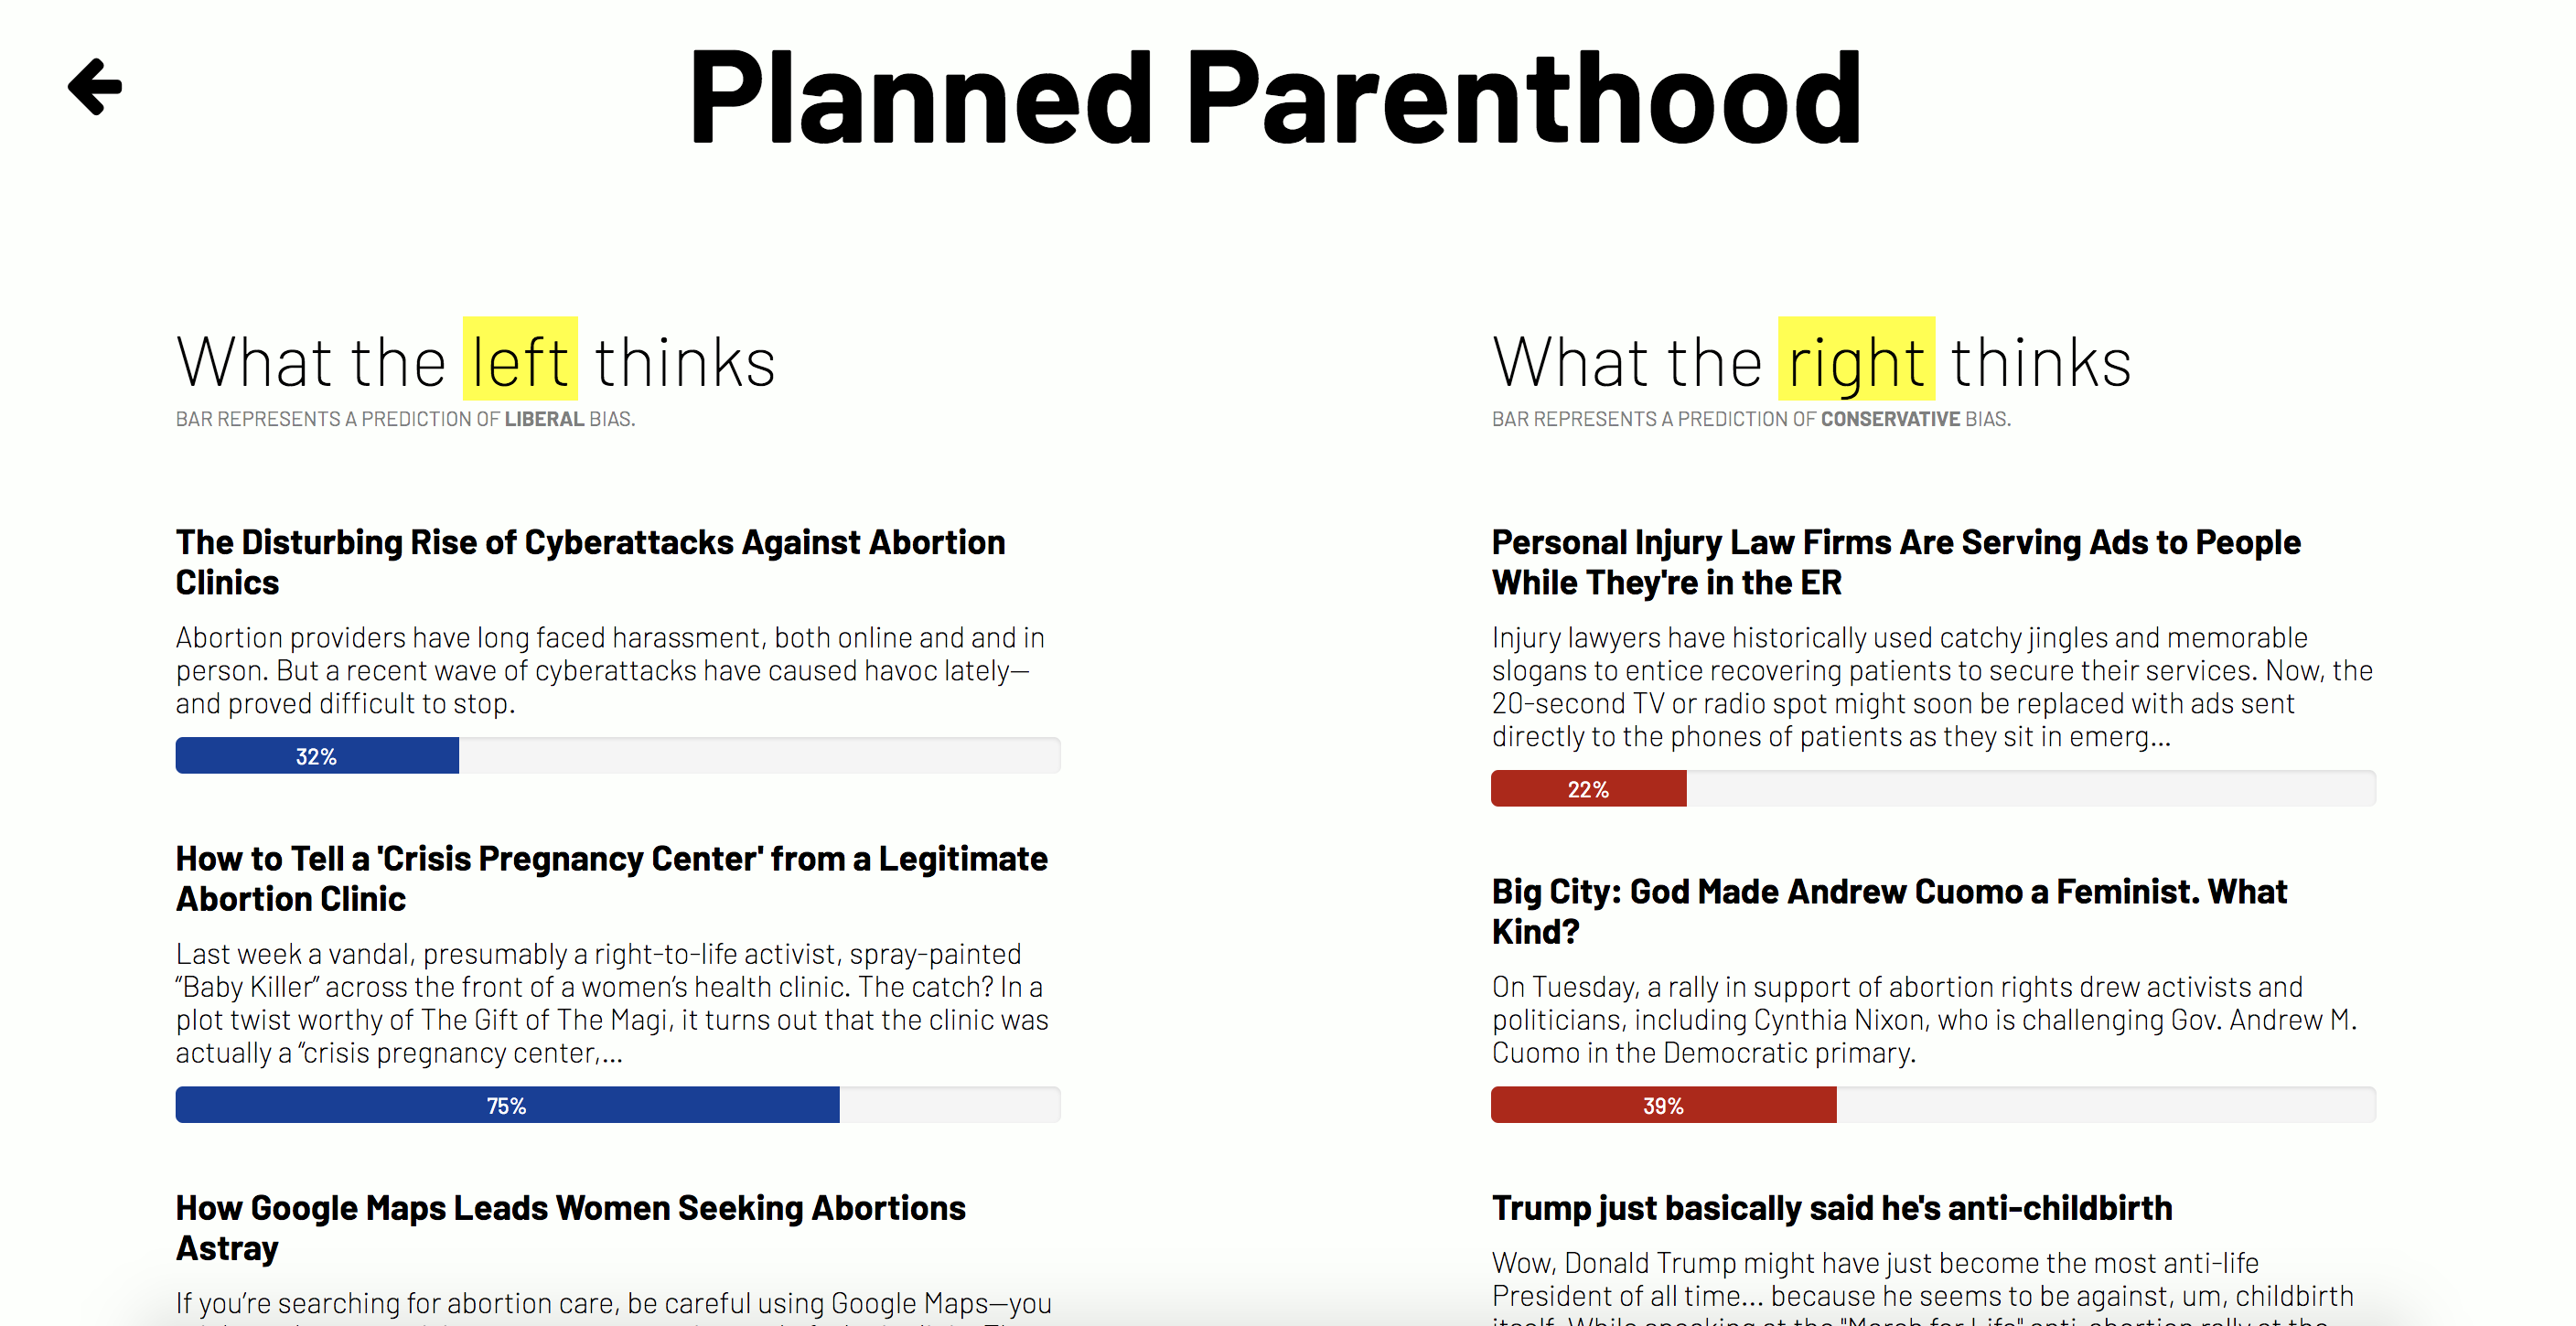 Planned Parenthood
What the left thinks
BAR REPRESENTS A PREDICTION OF LIBERAL BIAS.
The Disturbing Rise of Cyberattacks Against Abortion
Clinics
Abortion providers have long faced harassment, both online and and in
person. But a recent wave of cyberattacks have caused havoc lately—
and proved difficult to stop.
32%
How to Tell a 'Crisis Pregnancy Center' from a Legitimate
Abortion Clinic
Last week a vandal, presumably a right-to-life activist, spray-painted
“Baby Killer” across the front of a women’s health clinic. The catch? In a
plot twist worthy of The Gift of The Magi, it turns out that the clinic was
actually a “crisis pregnancy center,...
75%
How Google Maps Leads Women Seeking Abortions
Astray
If you’re searching for abortion care, be careful using Google Maps—you
What the right thinks
BAR REPRESENTS A PREDICTION OF CONSERVATIVE BIAS.
Personal Injury Law Firms Are Serving Ads to People
While They're in the ER
Injury lawyers have historically used catchy jingles and memorable
slogans to entice recovering patients to secure their services. Now, the
20-second TV or radio spot might soon be replaced with ads sent
directly to the phones of patients as they sit in emerg...
22%
Big City: God Made Andrew Cuomo a Feminist. What
Kind?
On Tuesday, a rally in support of abortion rights drew activists and
politicians, including Cynthia Nixon, who is challenging Gov. Andrew M.
Cuomo in the Democratic primary.
39%
Trump just basically said he's anti-childbirth
Wow, Donald Trump might have just become the most anti-life
President of all time... because he seems to be against, um, childbirth
itself. While speaking at the "March for Life" anti-abortion rally at the